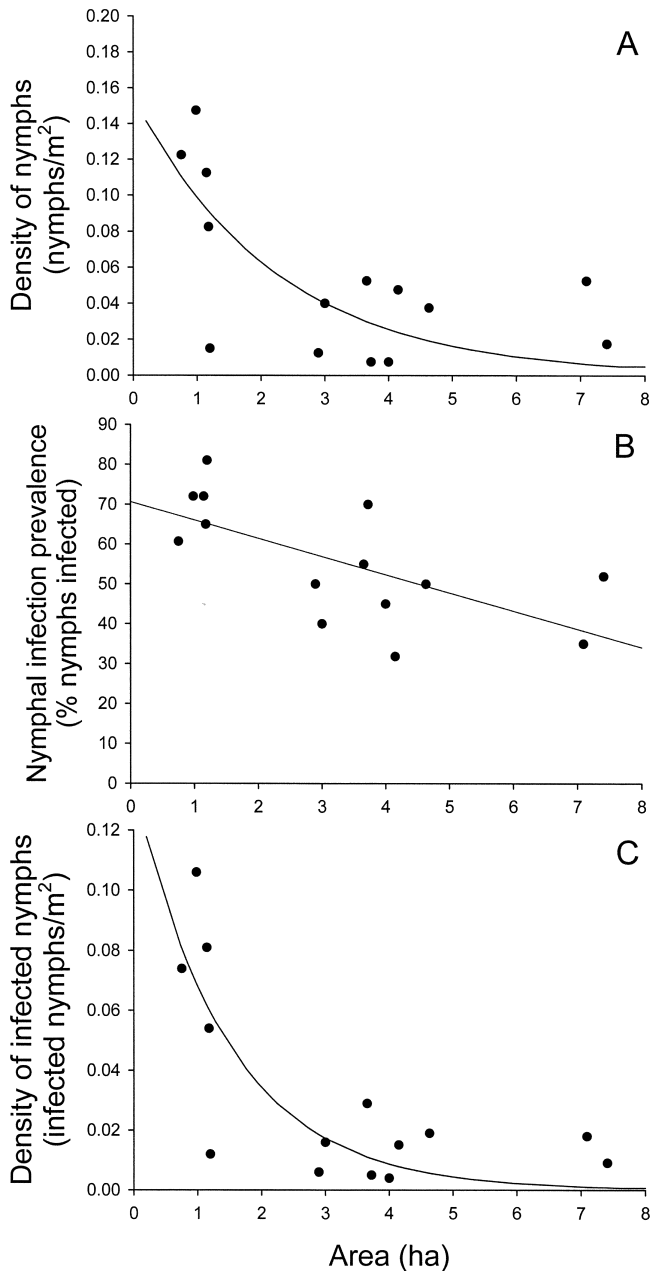 A
Density of nymphs
(nymphs/m²)
0.20
0.18
0.16
0.14
0.12
0.10
0.08
0.06
0.04
0.02
0.00
0 1 2 3 4 5 6 7 8
B
Nymphal infection prevalence
(% nymphs infected)
90
80
70
60
50
40
30
20
10
0
0 1 2 3 4 5 6 7 8
C
Density of infected nymphs
(infected nymphs/m²)
0.12
0.10
0.08
0.06
0.04
0.02
0.00
0 1 2 3 4 5 6 7 8
Area (ha)